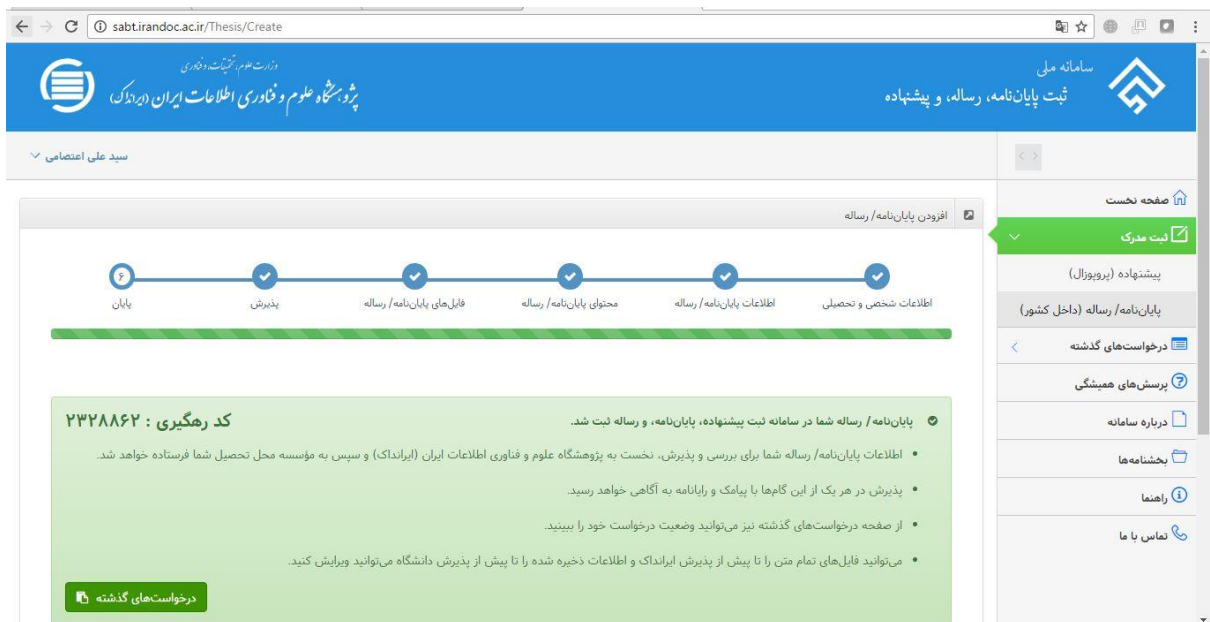 sabt.irandoc.ac.ir/Thesis/Create
سامانه ملی
ثبت پایان‌نامه، رساله، و پیشنهاده
وزارت علوم، تحقیقات، و فناوری
پژوهشگاه علوم و فناوری اطلاعات ایران (ایرانداک)
سید علی اعتصامی
صفحه نخست
ثبت مدرک
پیشنهاده (پروپوزال)
پایان‌نامه/ رساله (داخل کشور)
درخواست‌های گذشته
پرسش‌های همیشگی
درباره سامانه
بخشنامه‌ها
راهنما
تماس با ما
افزودن پایان‌نامه/ رساله
۶
اطلاعات شخصی و تحصیلی
اطلاعات پایان‌نامه/ رساله
محتوای پایان‌نامه/ رساله
فایل‌های پایان‌نامه/ رساله
پذیرش
پایان
پایان‌نامه/ رساله شما در سامانه ثبت پیشنهاده، پایان‌نامه، و رساله ثبت شد.
کد رهگیری : ۲۳۲۸۸۶۲
اطلاعات پایان‌نامه/ رساله شما برای بررسی و پذیرش، نخست به پژوهشگاه علوم و فناوری اطلاعات ایران (ایرانداک) و سپس به مؤسسه محل تحصیل شما فرستاده خواهد شد.
پذیرش در هر یک از این گام‌ها با پیامک و رایانامه به آگاهی خواهد رسید.
از صفحه درخواست‌های گذشته نیز می‌توانید وضعیت درخواست خود را ببینید.
می‌توانید فایل‌های تمام متن را تا پیش از پذیرش ایرانداک و اطلاعات ذخیره شده را تا پیش از پذیرش دانشگاه می‌توانید ویرایش کنید.
درخواست‌های گذشته